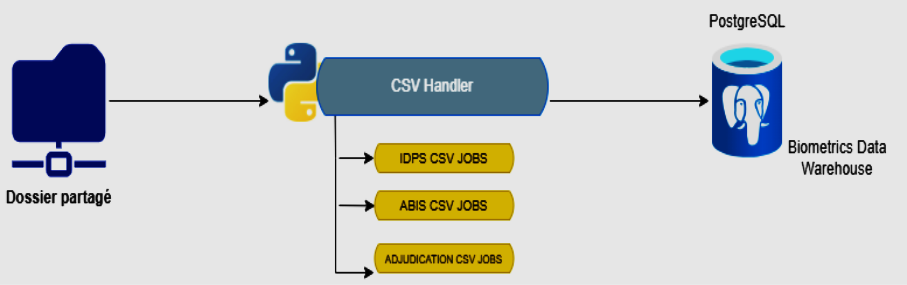 PostgreSQL
CSV Handler
IDPS CSV JOBS
Biometrics Data
Warehouse
Dossier partagé
ABIS CSV JOBS
ADJUDICATION CSV JOBS